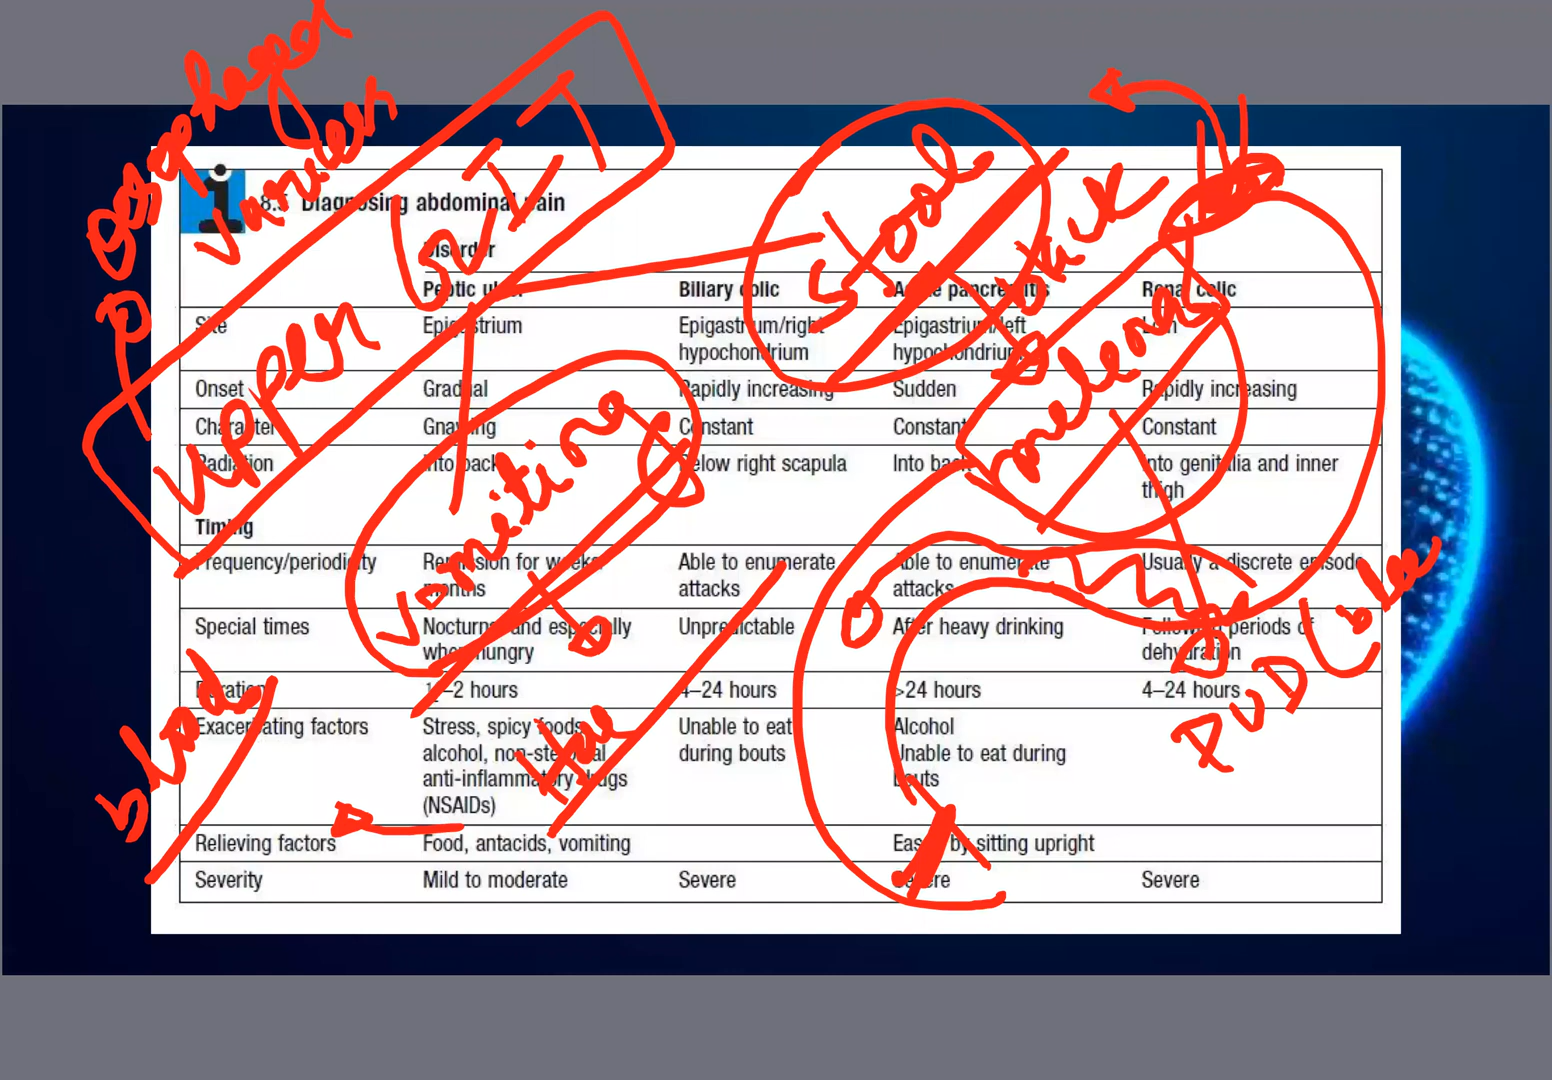 oesophageal
varices
8.5 Diagnosing abdominal pain
Upper GIT
Stool
black
melena
Disorder
Peptic ulcer Biliary colic Acute pancreatitis Renal colic
Site Epigastrium Epigastrium/right hypochondrium Epigastrium/left hypochondrium Loin
Onset Gradual Rapidly increasing Sudden Rapidly increasing
Character Gnawing Constant Constant Constant
Radiation Into back Below right scapula Into back Into genitalia and inner thigh
vomiting
Timing
Frequency/periodicity Remission for weeks/months Able to enumerate attacks Able to enumerate attacks Usually a discrete episode
Special times Nocturnal and especially when hungry Unpredictable After heavy drinking Following periods of dehydration
Duration ½–2 hours 4–24 hours >24 hours 4–24 hours
Exacerbating factors Stress, spicy foods, alcohol, non-steroidal anti-inflammatory drugs (NSAIDs) Unable to eat during bouts Alcohol Unable to eat during bouts
Relieving factors Food, antacids, vomiting Eased by sitting upright
Severity Mild to moderate Severe Severe Severe
blood
PUD